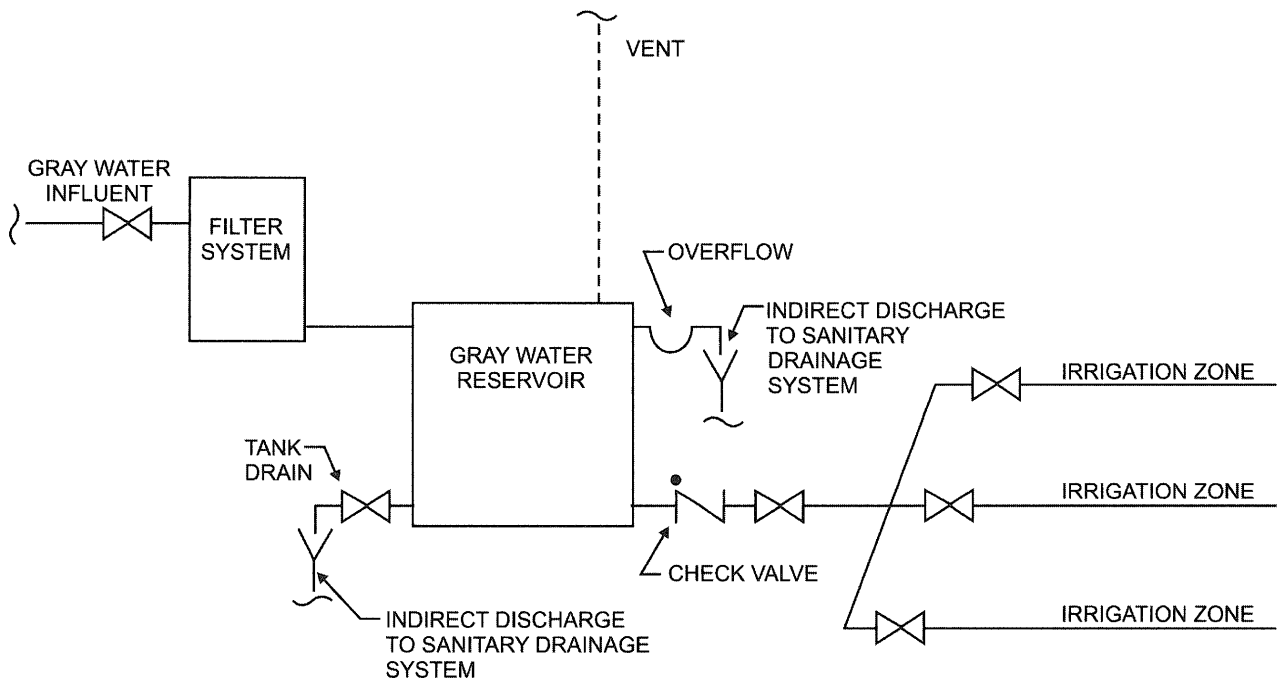 VENT
GRAY WATER
INFLUENT
FILTER
SYSTEM
OVERFLOW
INDIRECT DISCHARGE
TO SANITARY
DRAINAGE
SYSTEM
GRAY WATER
RESERVOIR
IRRIGATION ZONE
TANK
DRAIN
IRRIGATION ZONE
CHECK VALVE
IRRIGATION ZONE
INDIRECT DISCHARGE
TO SANITARY DRAINAGE
SYSTEM